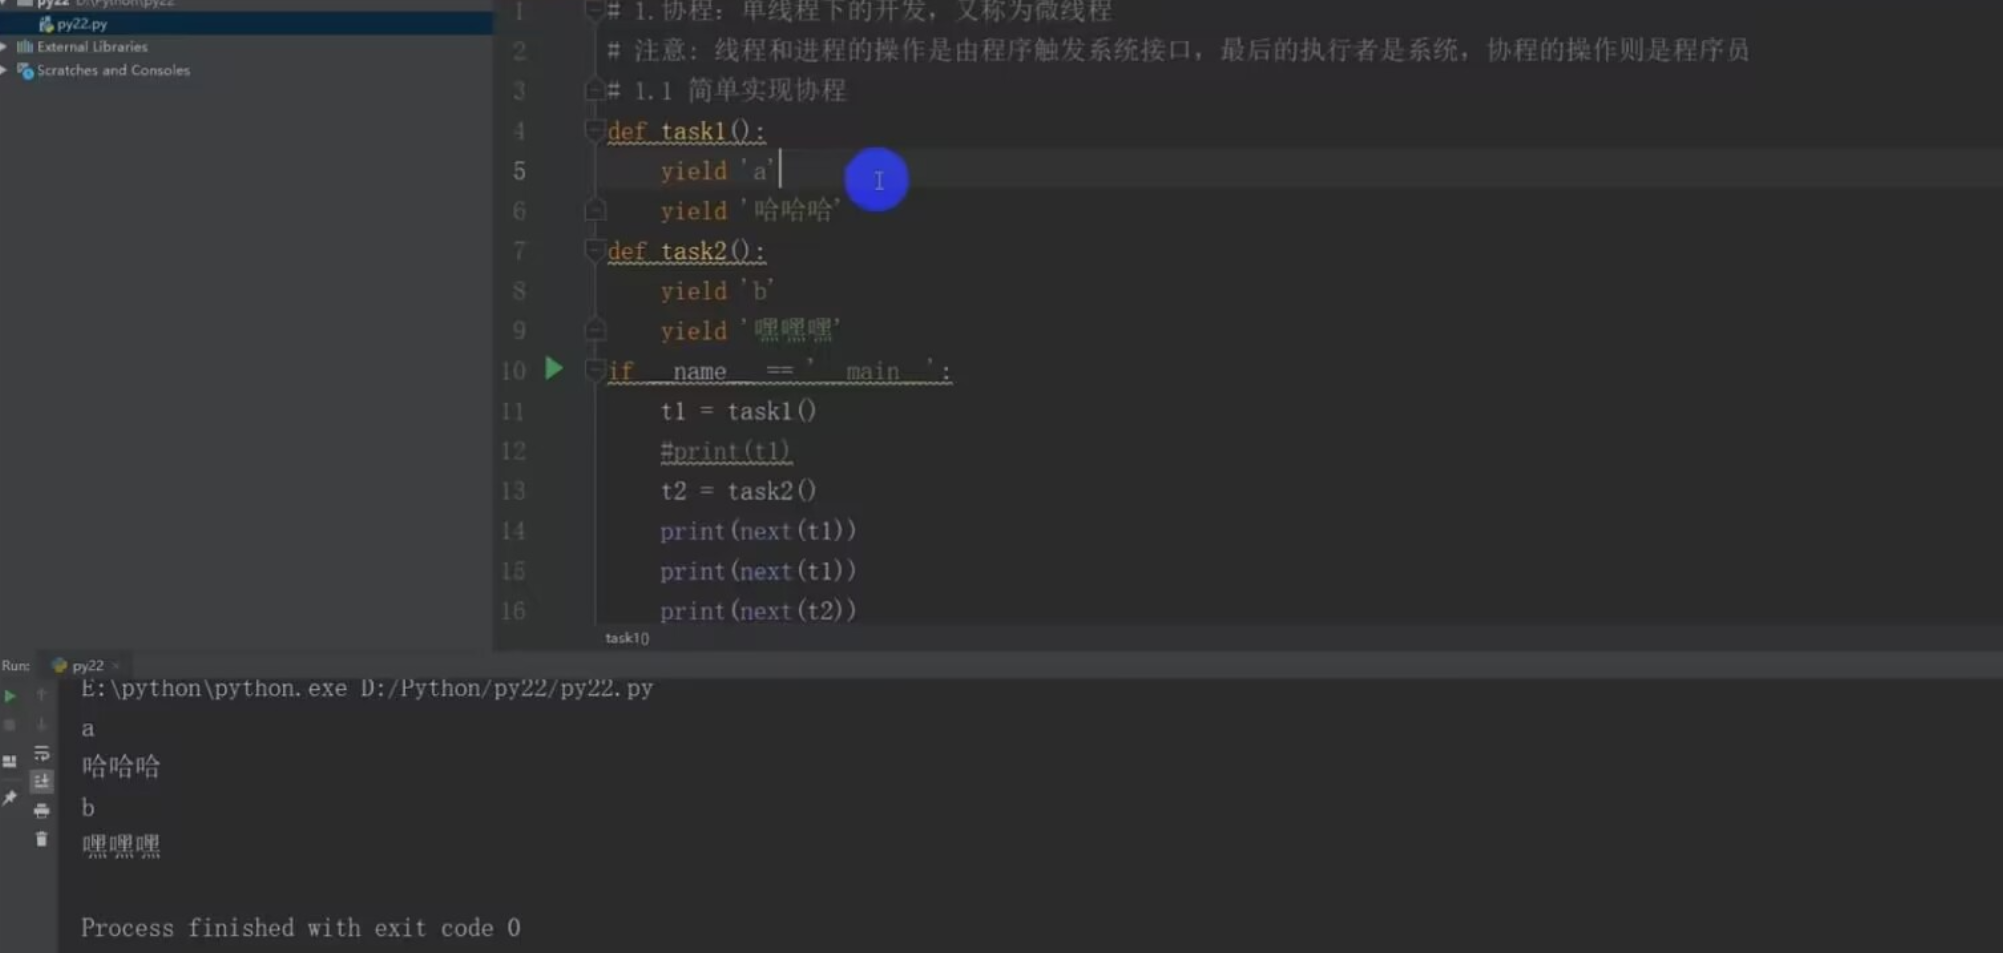 py22 D:\Python\py22
py22.py
External Libraries
Scratches and Consoles
1 # 1.协程：单线程下的开发，又称为微线程
2 # 注意：线程和进程的操作是由程序触发系统接口，最后的执行者是系统，协程的操作则是程序员
3 # 1.1 简单实现协程
4 def task1():
5 yield 'a'
6 yield '哈哈哈'
7 def task2():
8 yield 'b'
9 yield '嘿嘿嘿'
10 if __name__ == '__main__':
11 t1 = task1()
12 #print(t1)
13 t2 = task2()
14 print(next(t1))
15 print(next(t1))
16 print(next(t2))
task1()
Run: py22
E:\python\python.exe D:/Python/py22/py22.py
a
哈哈哈
b
嘿嘿嘿
Process finished with exit code 0